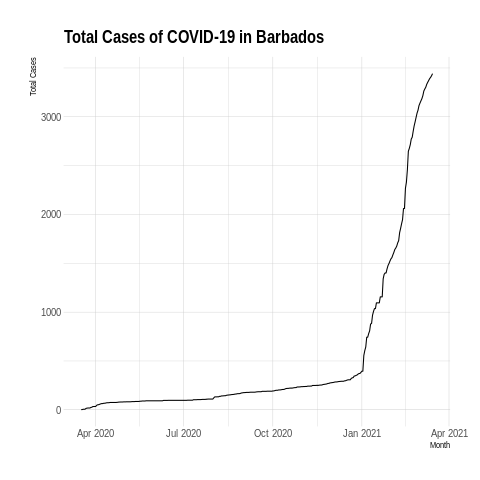 Total Cases of COVID-19 in Barbados
Total Cases
3000
2000
1000
0
Apr 2020 Jul 2020 Oct 2020 Jan 2021 Apr 2021
Month